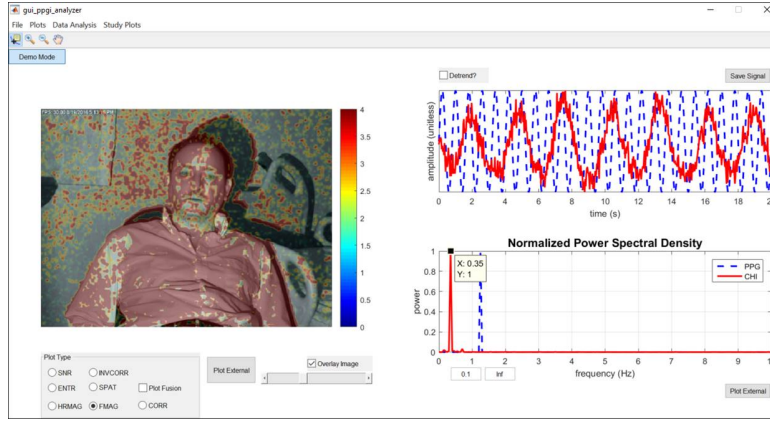 gui_ppgi_analyzer
File Plots Data Analysis Study Plots
Demo Mode
Detrend?
Save Signal
4
3.5
3
2.5
2
1.5
1
0.5
0
amplitude (unitless)
0 2 4 6 8 10 12 14 16 18
time (s)
Normalized Power Spectral Density
1
0.8
0.6
0.4
0.2
0
power
X: 0.35
Y: 1
PPG
CHI
0 1 2 3 4 5 6 7 8 9
frequency (Hz)
0.1 Inf
Plot External
Plot Type
SNR INVCORR
ENTR SPAT Plot Fusion
HRMAG FMAG CORR
Plot External
Overlay Image